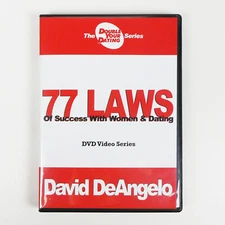 The DOUBLE YOUR DATING Series
77 LAWS
Of Success With Women & Dating
DVD Video Series
David DeAngelo